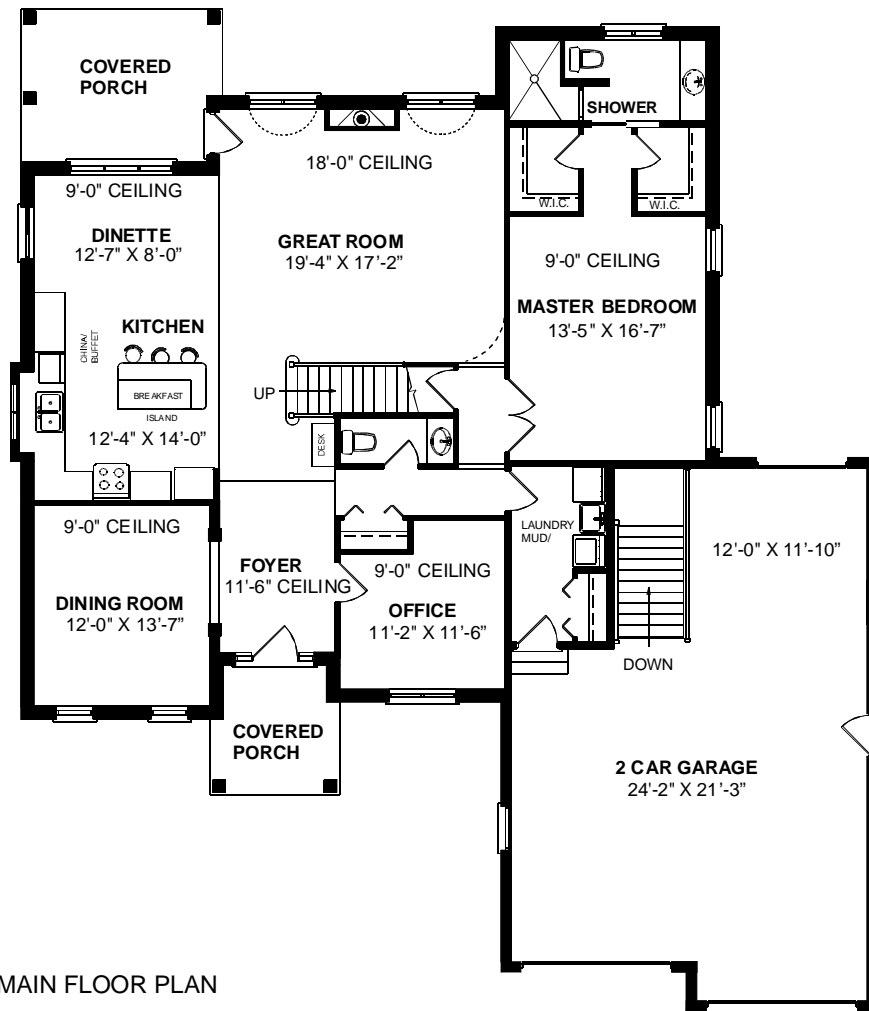 COVERED
PORCH
SHOWER
18'-0" CEILING
9'-0" CEILING
W.I.C.
W.I.C.
DINETTE
12'-7" X 8'-0”
GREAT ROOM
19'-4" X 17'-2”
9'-0" CEILING
MASTER BEDROOM
13'-5" X 16'-7”
KITCHEN
CHINA/
BUFFET
UP
BREAKFAST
ISLAND
12'-4" X 14'-0”
DESK
9'-0" CEILING
LAUNDRY
MUD/
12'-0" X 11'-10”
FOYER
11'-6" CEILING
9'-0" CEILING
DINING ROOM
12'-0" X 13'-7”
OFFICE
11'-2" X 11'-6”
DOWN
COVERED
PORCH
2 CAR GARAGE
24'-2" X 21'-3”
MAIN FLOOR PLAN